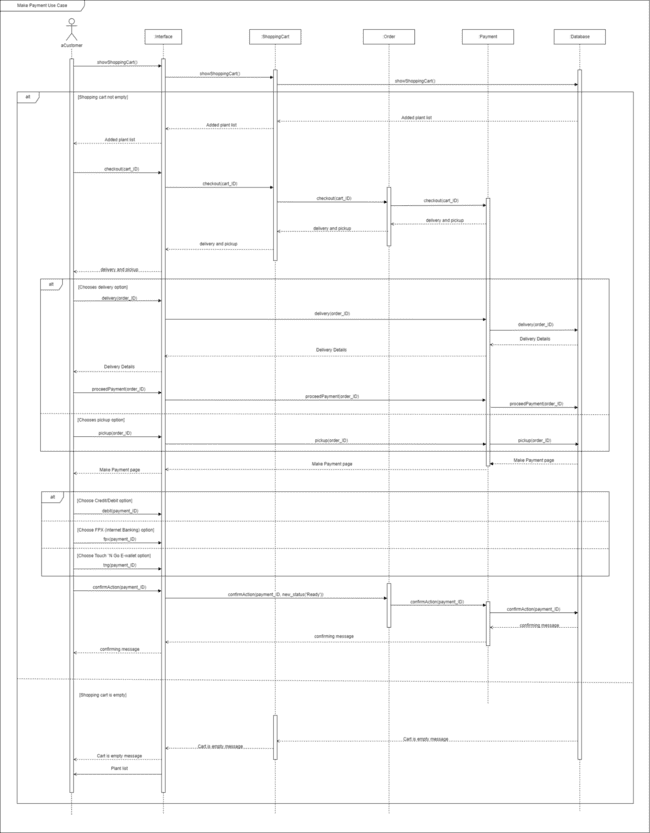 Make Payment Use Case
aCustomer
:Interface
:ShoppingCart
:Order
:Payment
:Database
showShoppingCart()
showShoppingCart()
showShoppingCart()
alt
[Shopping cart not empty]
Added plant list
Added plant list
Added plant list
checkout(cart_ID)
checkout(cart_ID)
checkout(cart_ID)
checkout(cart_ID)
delivery and pickup
delivery and pickup
delivery and pickup
delivery and pickup
alt
[Chooses delivery option]
delivery(order_ID)
delivery(order_ID)
delivery(order_ID)
Delivery Details
Delivery Details
Delivery Details
proceedPayment(order_ID)
proceedPayment(order_ID)
proceedPayment(order_ID)
[Chooses pickup option]
pickup(order_ID)
pickup(order_ID)
pickup(order_ID)
Make Payment page
Make Payment page
Make Payment page
alt
[Choose Credit/Debit option]
debit(payment_ID)
[Choose FPX (Internet Banking) option]
fpx(payment_ID)
[Choose Touch 'N Go E-wallet option]
tng(payment_ID)
confirmAction(payment_ID)
confirmAction(payment_ID, new_status('Ready');
confirmAction(payment_ID)
confirmAction(payment_ID)
confirming message
confirming message
confirming message
[Shopping cart is empty]
Cart is empty message
Cart is empty message
Cart is empty message
Plant list